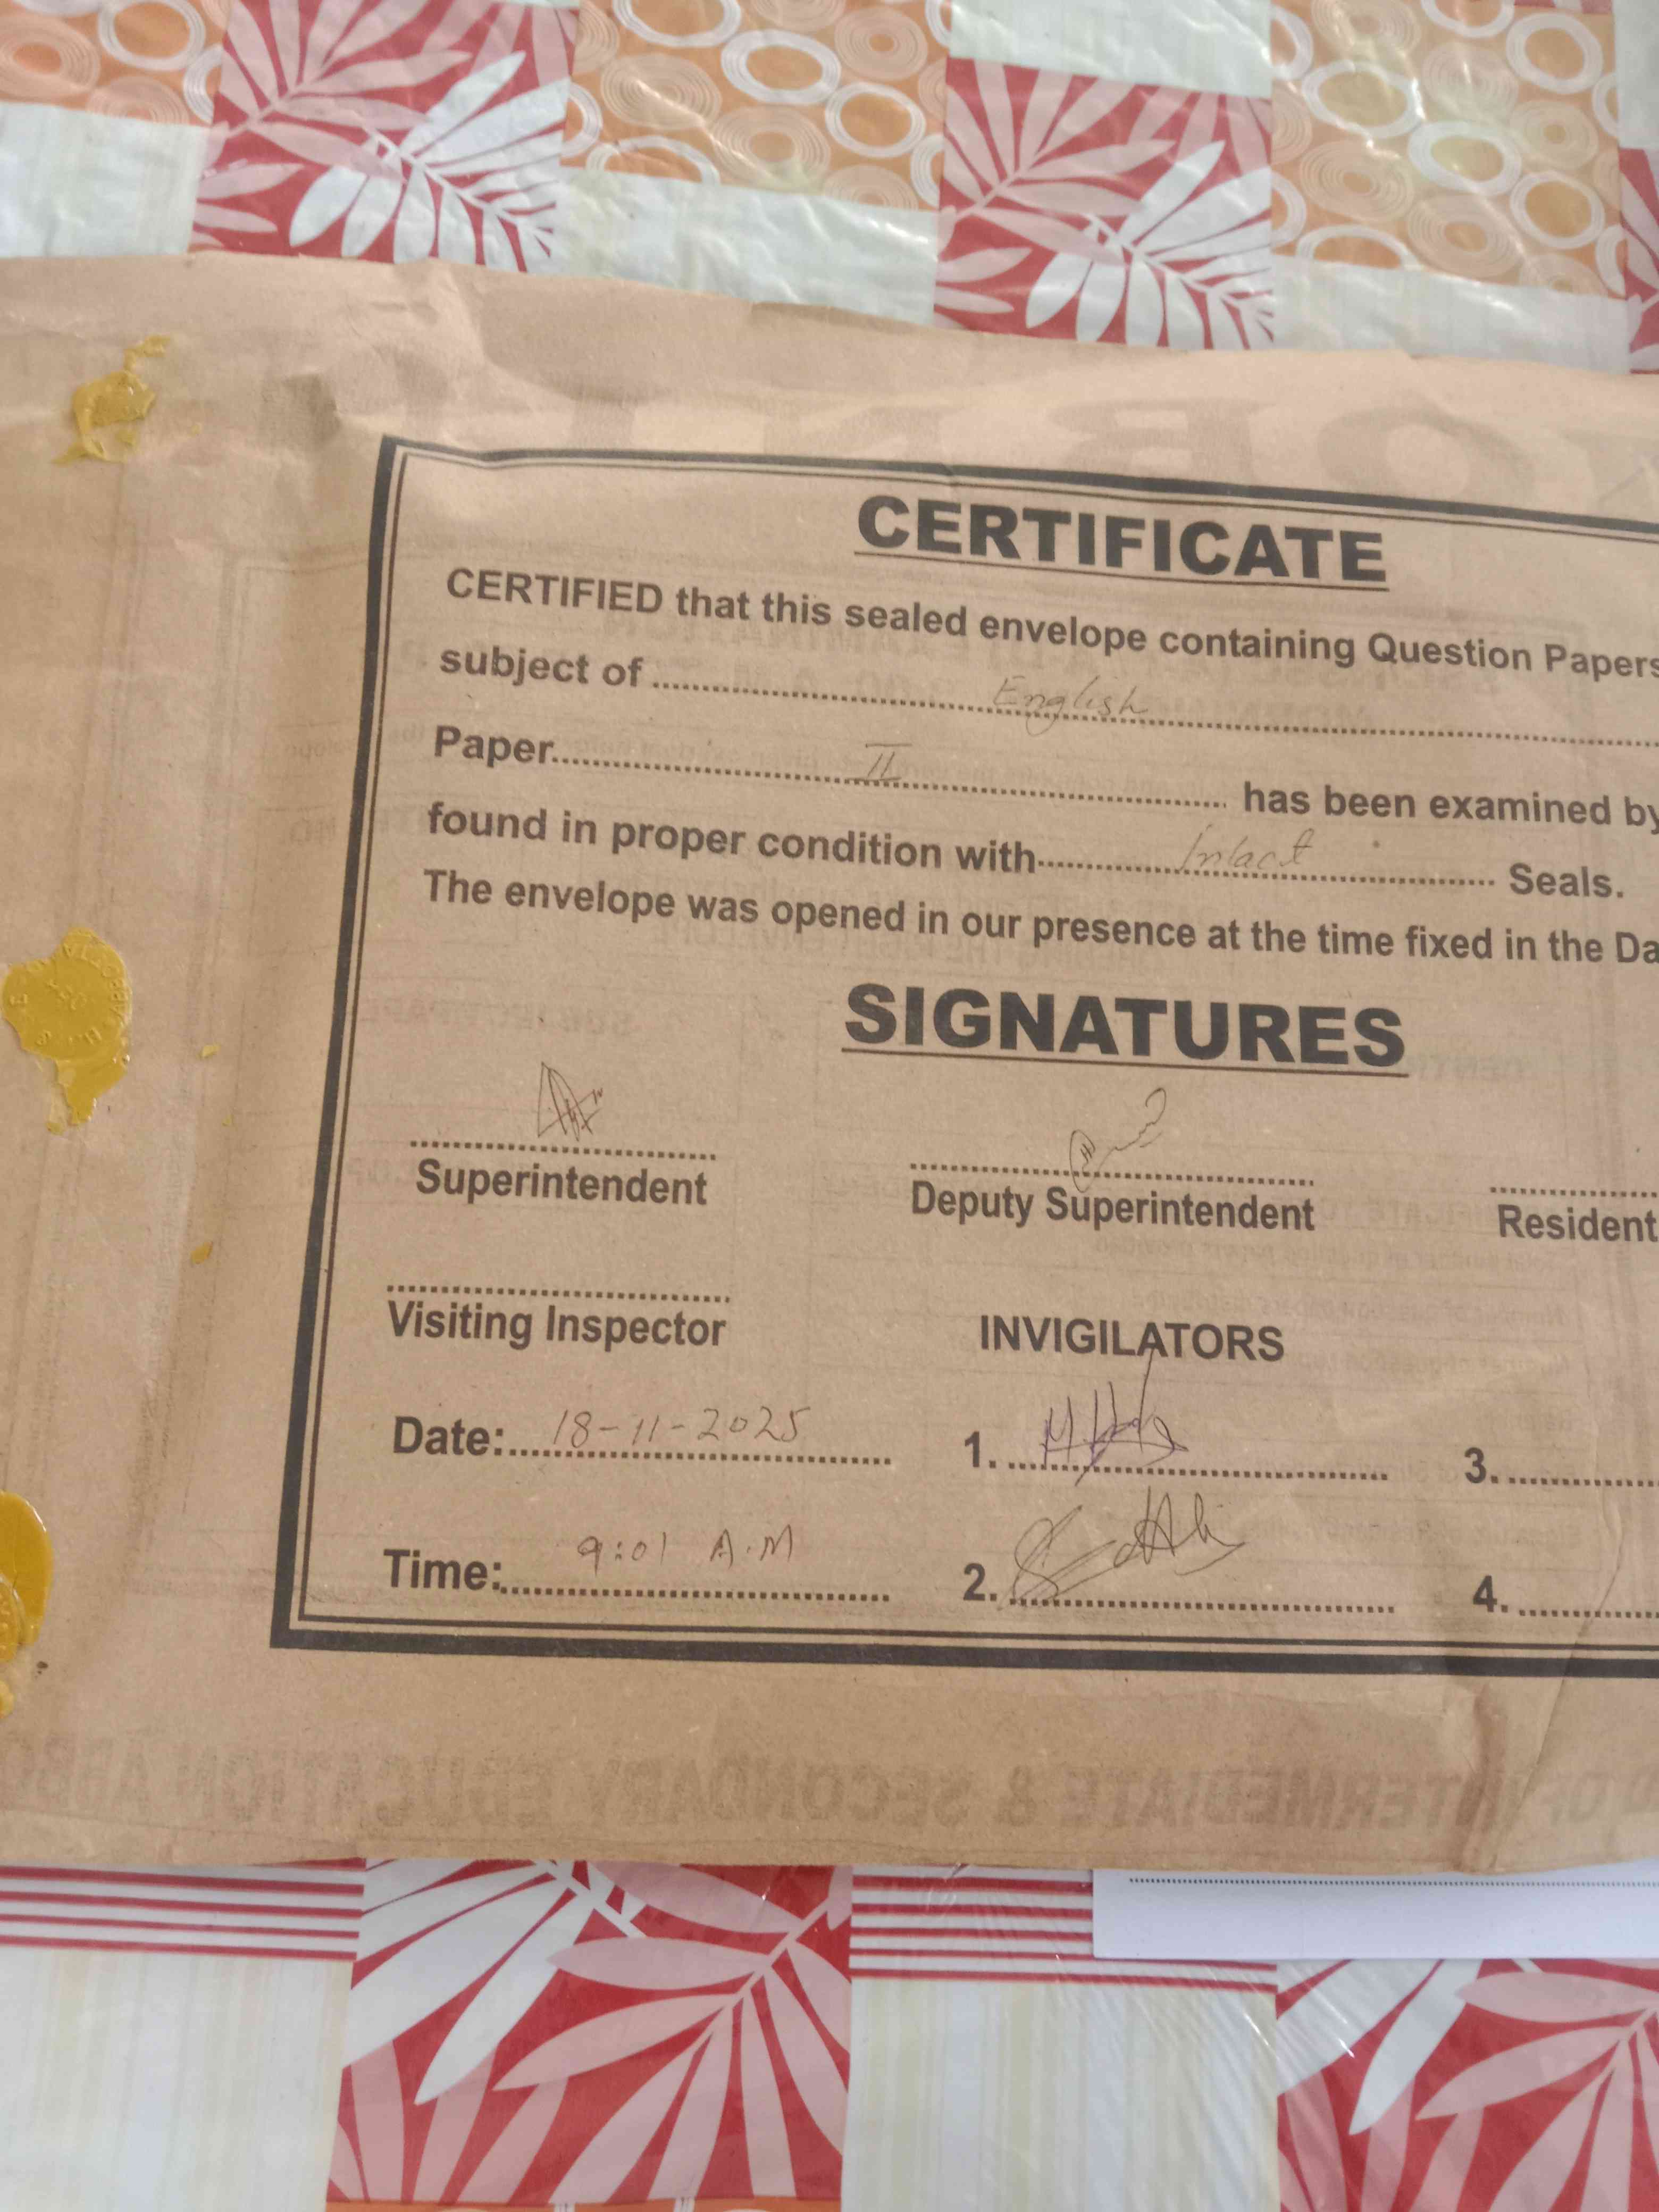 CERTIFICATE
CERTIFIED that this sealed envelope containing Question Papers
subject of English
Paper II has been examined by
found in proper condition with Intact Seals.
The envelope was opened in our presence at the time fixed in the Da
SIGNATURES
Superintendent
Deputy Superintendent
Resident
Visiting Inspector
INVIGILATORS
Date: 18-11-2025
1.
3.
Time: 9:01 A.M
2.
4.
INTERMEDIATE & SECONDARY EDUCATION